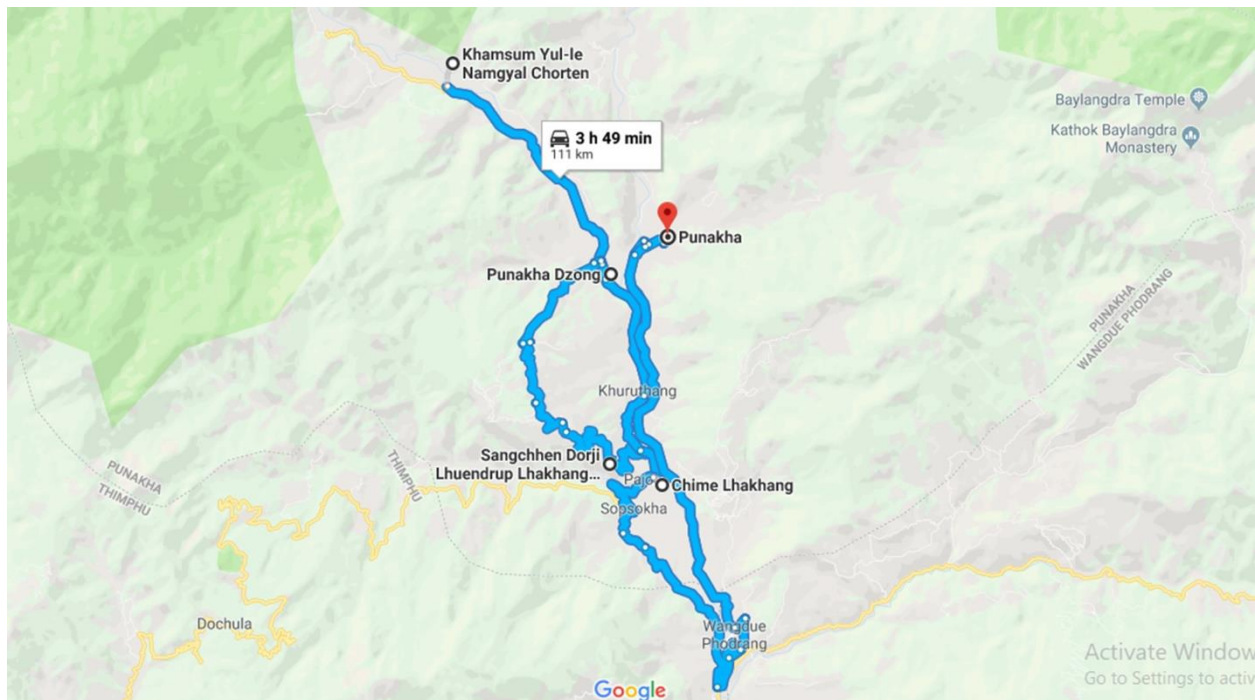 Khamsum Yul-le
Namgyal Chorten
Baylangdra Temple
Kathok Baylangdra
Monastery
3 h 49 min
111 km
Punakha
Punakha Dzong
PUNAKHA
WANGDUE PHODRANG
Khuruthang
Sangchhen Dorji
Lhuendrup Lhakhang...
PUNAKHA
THIMPHU
THIMPHU
Chime Lhakhang
Sopsokha
Dochula
Wangdue
Phodrang
Activate Window
Go to Settings to activ
Google